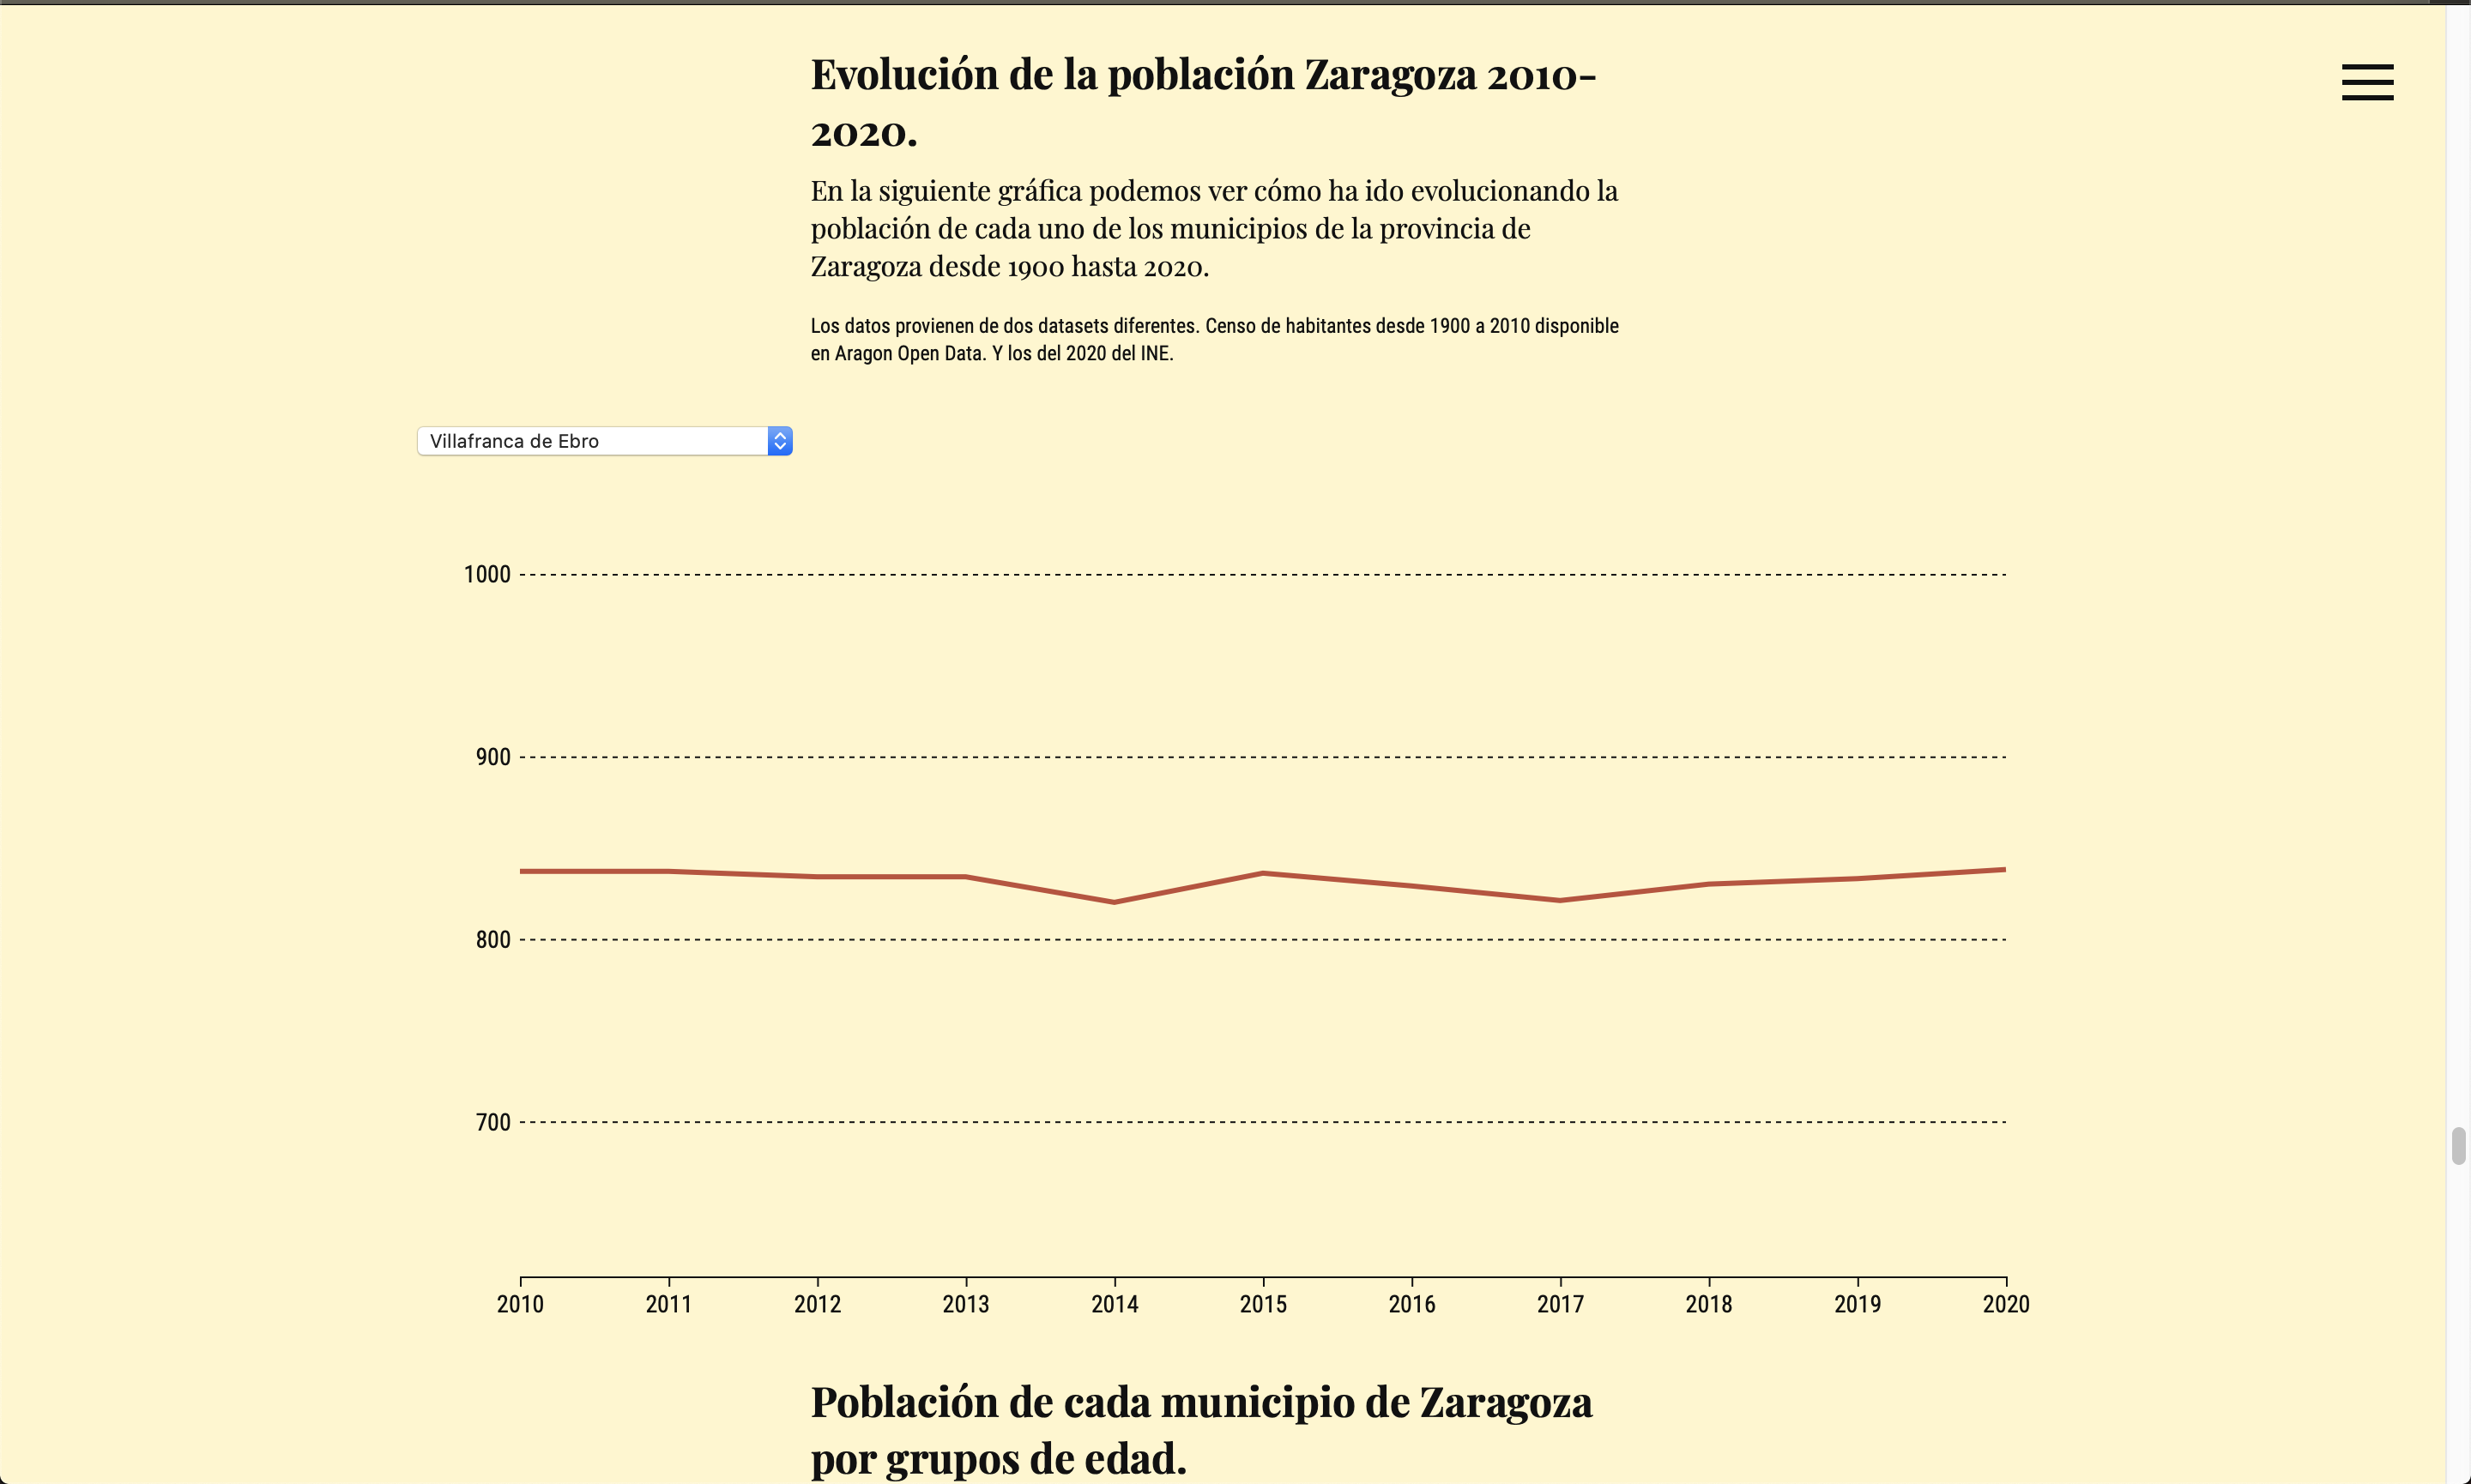 Evolución de la población Zaragoza 2010-
2020.
En la siguiente gráfica podemos ver cómo ha ido evolucionando la
población de cada uno de los municipios de la provincia de
Zaragoza desde 1900 hasta 2020.
Los datos provienen de dos datasets diferentes. Censo de habitantes desde 1900 a 2010 disponible
en Aragon Open Data. Y los del 2020 del INE.
Villafranca de Ebro
1000
900
800
700
2010 2011 2012 2013 2014 2015 2016 2017 2018 2019 2020
Población de cada municipio de Zaragoza
por grupos de edad.